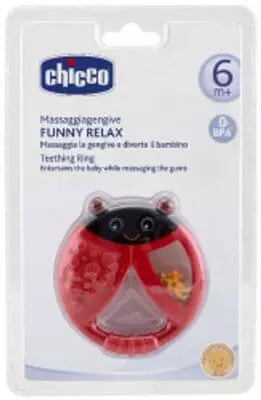 chicco
6
m+
Massaggiagengive
FUNNY RELAX
Massaggia le gengive e diverte il bambino
Teething Ring
Entertains the baby while massaging the gums
0%
BPA